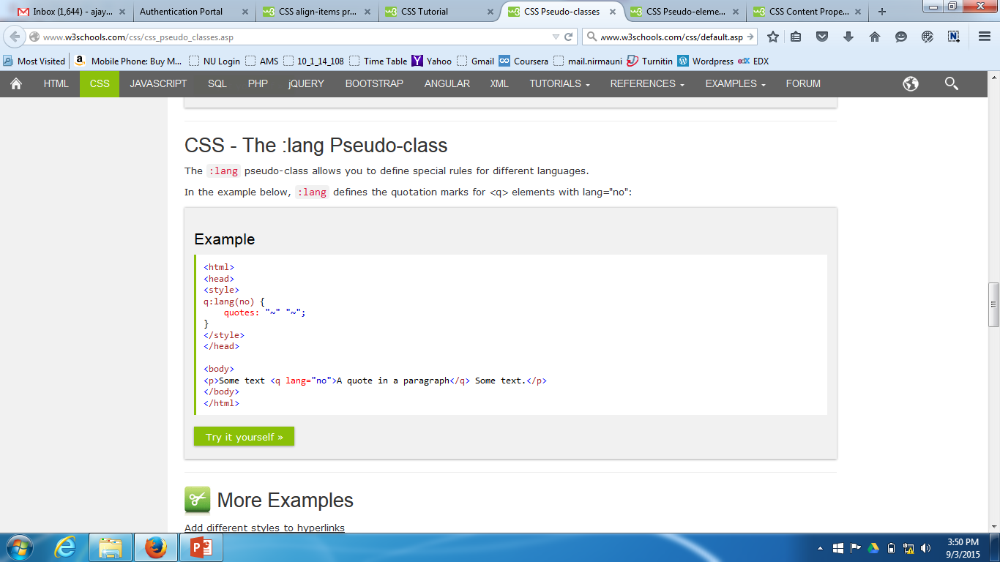 Inbox (1,644) - ajay...
Authentication Portal
CSS align-items pr...
CSS Tutorial
CSS Pseudo-classes
CSS Pseudo-eleme...
CSS Content Prope...
www.w3schools.com/css/css_pseudo_classes.asp
www.w3schools.com/css/default.asp
Most Visited
Mobile Phone: Buy M...
NU Login
AMS
10_1_14_108
Time Table
Yahoo
Gmail
Coursera
mail.nirmauni
Turnitin
Wordpress
edX EDX
HTML
CSS
JAVASCRIPT
SQL
PHP
jQUERY
BOOTSTRAP
ANGULAR
XML
TUTORIALS
REFERENCES
EXAMPLES
FORUM
CSS - The :lang Pseudo-class
The :lang pseudo-class allows you to define special rules for different languages.
In the example below, :lang defines the quotation marks for <q> elements with lang="no":
Example
<html>
<head>
<style>
q:lang(no) {
    quotes: "~" "~";
}
</style>
</head>
<body>
<p>Some text <q lang="no">A quote in a paragraph</q> Some text.</p>
</body>
</html>
Try it yourself »
More Examples
Add different styles to hyperlinks
3:50 PM
9/3/2015